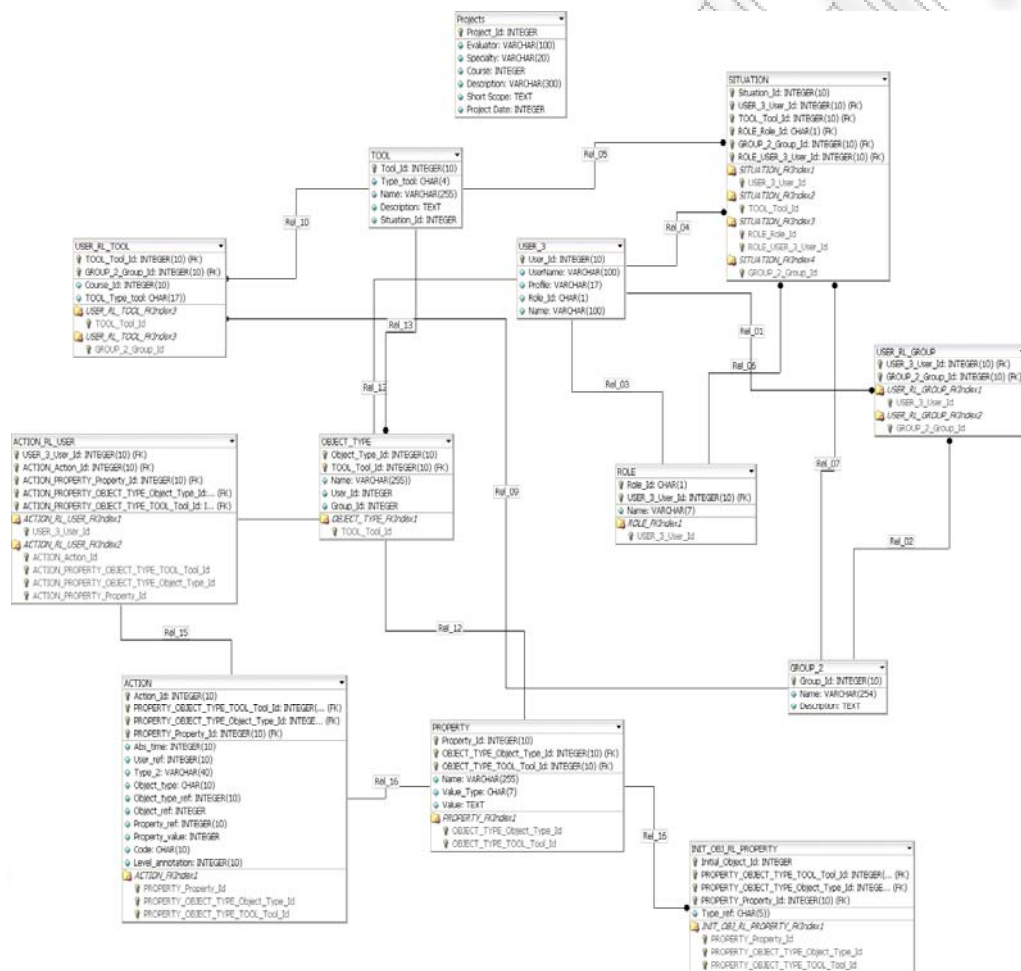 Projects
Project_Id: INTEGER
Evaluator: VARCHAR(100)
Specialty: VARCHAR(20)
Course: INTEGER
Description: VARCHAR(300)
Short Scope: TEXT
Project Date: INTEGER
SITUATION
Situation_Id: INTEGER(10)
USER_3_User_Id: INTEGER(10) (FK)
TOOL_Tool_Id: INTEGER(10) (FK)
ROLE_Role_Id: CHAR(1) (FK)
GROUP_2_Group_Id: INTEGER(10) (FK)
ROLE_USER_3_User_Id: INTEGER(10) (FK)
SITUATION_FKIndex1
USER_3_User_Id
SITUATION_FKIndex2
TOOL_Tool_Id
SITUATION_FKIndex3
ROLE_Role_Id
ROLE_USER_3_User_Id
SITUATION_FKIndex4
GROUP_2_Group_Id
TOOL
Tool_Id: INTEGER(10)
Type_tool: CHAR(4)
Name: VARCHAR(255)
Description: TEXT
Situation_Id: INTEGER
Rel_05
Rel_10
Rel_04
USER_RL_TOOL
TOOL_Tool_Id: INTEGER(10) (FK)
GROUP_2_Group_Id: INTEGER(10) (FK)
Course_Id: INTEGER(10)
TOOL_Type_tool: CHAR(17))
USER_RL_TOOL_FKIndex3
TOOL_Tool_Id
USER_RL_TOOL_FKIndex3
GROUP_2_Group_Id
USER_3
User_Id: INTEGER(10)
UserName: VARCHAR(100)
Profile: VARCHAR(17)
Role_Id: CHAR(1)
Name: VARCHAR(100)
Rel_13
Rel_01
Rel_06
Rel_13
Rel_03
USER_RL_GROUP
USER_3_User_Id: INTEGER(10) (FK)
GROUP_2_Group_Id: INTEGER(10) (FK)
USER_RL_GROUP_FKIndex1
USER_3_User_Id
USER_RL_GROUP_FKIndex2
GROUP_2_Group_Id
ACTION_RL_USER
USER_3_User_Id: INTEGER(10) (FK)
ACTION_Action_Id: INTEGER(10) (FK)
ACTION_PROPERTY_Property_Id: INTEGER(10) (FK)
ACTION_PROPERTY_OBJECT_TYPE_Object_Type_Id:... (FK)
ACTION_PROPERTY_OBJECT_TYPE_TOOL_Tool_Id: I... (FK)
ACTION_RL_USER_FKIndex1
USER_3_User_Id
ACTION_RL_USER_FKIndex2
ACTION_Action_Id
ACTION_PROPERTY_OBJECT_TYPE_TOOL_Tool_Id
ACTION_PROPERTY_OBJECT_TYPE_Object_Type_Id
ACTION_PROPERTY_Property_Id
OBJECT_TYPE
Object_Type_Id: INTEGER(10)
TOOL_Tool_Id: INTEGER(10) (FK)
Name: VARCHAR(255))
User_Id: INTEGER
Group_Id: INTEGER
OBJECT_TYPE_FKIndex1
TOOL_Tool_Id
Rel_09
ROLE
Role_Id: CHAR(1)
USER_3_User_Id: INTEGER(10) (FK)
Name: VARCHAR(7)
ROLE_FKIndex1
USER_3_User_Id
Rel_07
Rel_02
Rel_15
Rel_12
GROUP_2
Group_Id: INTEGER(10)
Name: VARCHAR(254)
Description: TEXT
ACTION
Action_Id: INTEGER(10)
PROPERTY_OBJECT_TYPE_TOOL_Tool_Id: INTEGER(... (FK)
PROPERTY_OBJECT_TYPE_Object_Type_Id: INTEGE... (FK)
PROPERTY_Property_Id: INTEGER(10) (FK)
Abs_time: INTEGER(10)
User_ref: INTEGER(10)
Type_2: VARCHAR(40)
Object_type: CHAR(10)
Object_type_ref: INTEGER(10)
Object_ref: INTEGER
Property_ref: INTEGER(10)
Property_value: INTEGER
Code: CHAR(10)
Level_annotation: INTEGER(10)
ACTION_FKIndex1
PROPERTY_Property_Id
PROPERTY_OBJECT_TYPE_Object_Type_Id
PROPERTY_OBJECT_TYPE_TOOL_Tool_Id
Rel_16
PROPERTY
Property_Id: INTEGER(10)
OBJECT_TYPE_Object_Type_Id: INTEGER(10) (FK)
OBJECT_TYPE_TOOL_Tool_Id: INTEGER(10) (FK)
Name: VARCHAR(255)
Value_Type: CHAR(7)
Value: TEXT
PROPERTY_FKIndex1
OBJECT_TYPE_Object_Type_Id
OBJECT_TYPE_TOOL_Tool_Id
Rel_16
INIT_OBJ_RL_PROPERTY
Initial_Object_Id: INTEGER
PROPERTY_OBJECT_TYPE_TOOL_Tool_Id: INTEGER(... (FK)
PROPERTY_OBJECT_TYPE_Object_Type_Id: INTEGE... (FK)
PROPERTY_Property_Id: INTEGER(10) (FK)
Type_ref: CHAR(5))
INIT_OBJ_RL_PROPERTY_FKIndex1
PROPERTY_Property_Id
PROPERTY_OBJECT_TYPE_Object_Type_Id
PROPERTY_OBJECT_TYPE_TOOL_Tool_Id